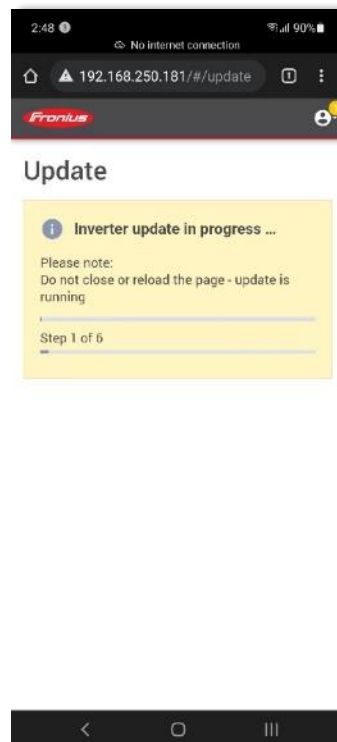 2:48 90%
No internet connection
192.168.250.181/#/update 1
Fronius
Update
Inverter update in progress ...
Please note:
Do not close or reload the page - update is
running
Step 1 of 6